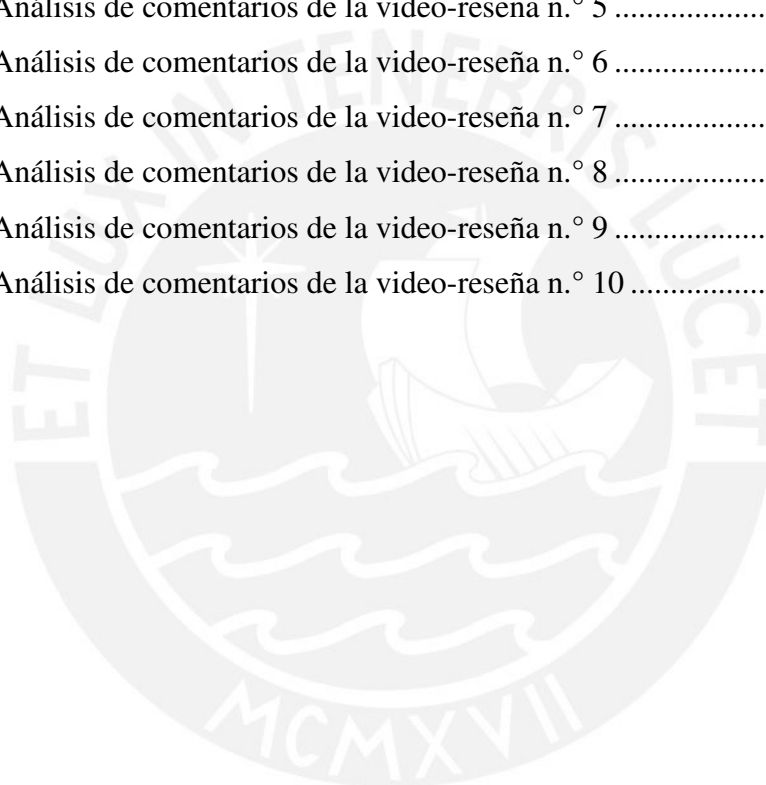 Análisis de comentarios de la video-reseña n.° 5 ...................
Análisis de comentarios de la video-reseña n.° 6 ...................
Análisis de comentarios de la video-reseña n.° 7 ...................
Análisis de comentarios de la video-reseña n.° 8 ...................
Análisis de comentarios de la video-reseña n.° 9 ...................
Análisis de comentarios de la video-reseña n.° 10 .................
ET LUX IN TENEBRIS LUCET
MCMXVII